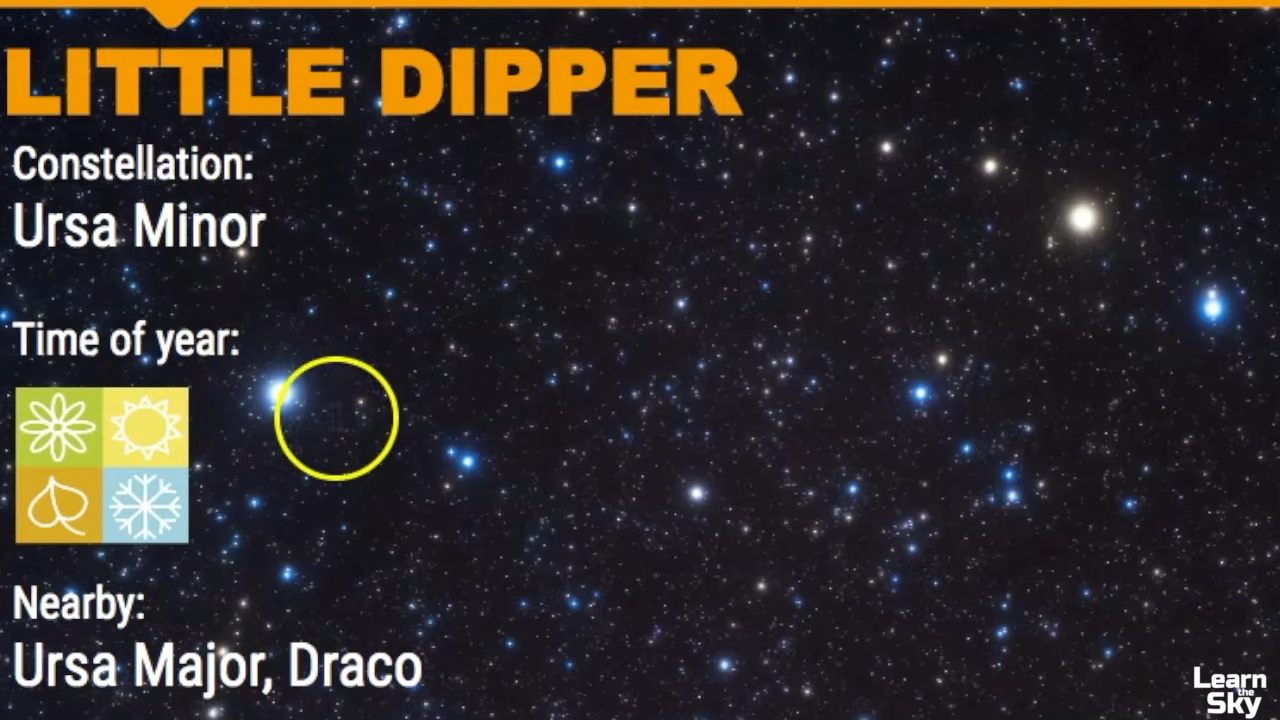 LITTLE DIPPER
Constellation:
Ursa Minor
Time of year:
Nearby:
Ursa Major, Draco
Learn
the
Sky